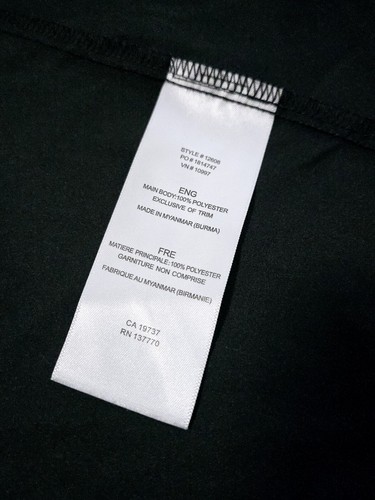 STYLE # 12608
PO # 1814747
VN # 10997
ENG
MAIN BODY:100% POLYESTER
EXCLUSIVE OF TRIM
MADE IN MYANMAR (BURMA)
FRE
MATIERE PRINCIPALE: 100% POLYESTER
GARNITURE NON COMPRISE
FABRIQUE.AU MYANMAR (BIRMANIE)
CA 19737
RN 137770